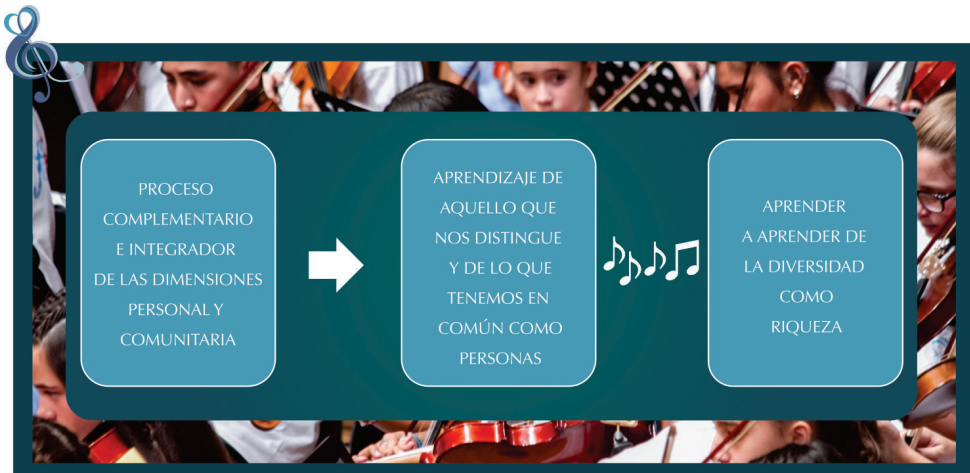 PROCESO
COMPLEMENTARIO
E INTEGRADOR
DE LAS DIMENSIONES
PERSONAL Y
COMUNITARIA
APRENDIZAJE DE
AQUELLO QUE
NOS DISTINGUE
Y DE LO QUE
TENEMOS EN
COMÚN COMO
PERSONAS
APRENDER
A APRENDER DE
LA DIVERSIDAD
COMO
RIQUEZA